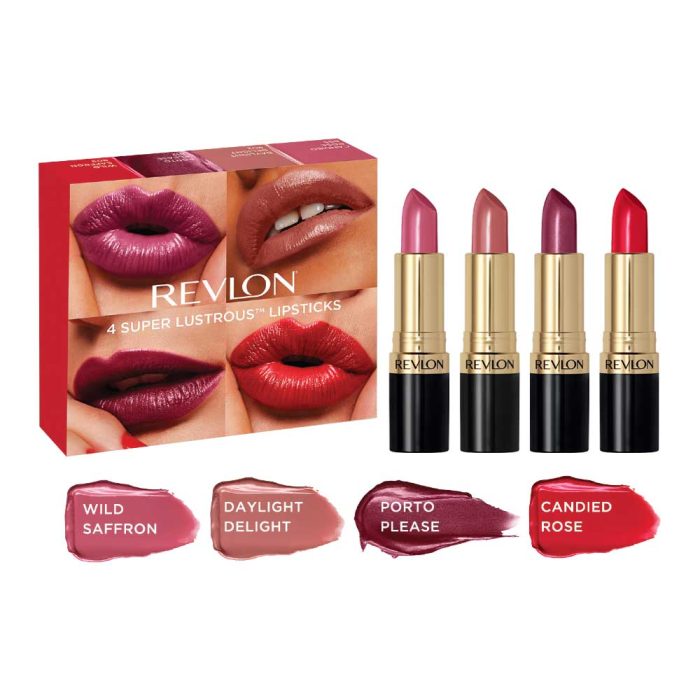 REVLON
4 SUPER LUSTROUS™ LIPSTICKS
REVLON
REVLON
REVLON
REVLON
WILD
SAFFRON
DAYLIGHT
DELIGHT
PORTO
PLEASE
CANDIED
ROSE